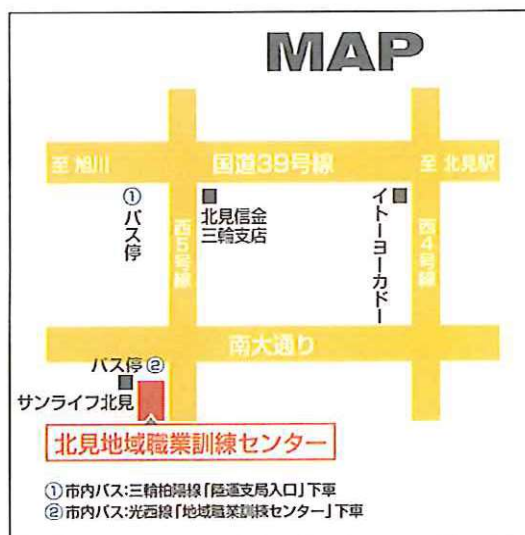 MAP
至 旭川
国道39号線
至 北見駅
①バス停
西5号線
北見信金
三輪支店
イトーヨーカドー
西4号線
南大通り
バス停 ②
サンライフ北見
北見地域職業訓練センター
①市内バス:三輪柏陽線「陸運支局入口」下車
②市内バス:光西線「地域職業訓練センター」下車